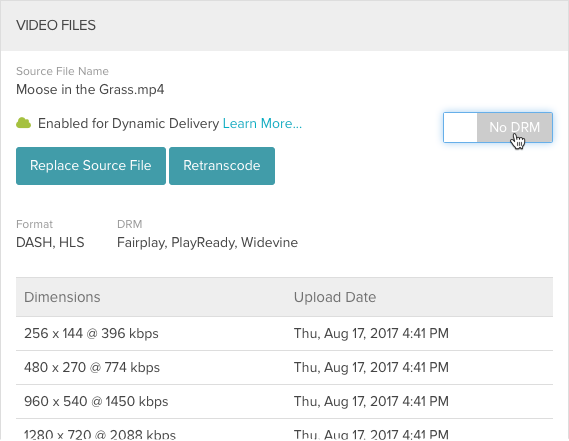 VIDEO FILES
Source File Name
Moose in the Grass.mp4
Enabled for Dynamic Delivery Learn More...
No DRM
Replace Source File Retranscode
Format DRM
DASH, HLS Fairplay, PlayReady, Widevine
Dimensions Upload Date
256 x 144 @ 396 kbps Thu, Aug 17, 2017 4:41 PM
480 x 270 @ 774 kbps Thu, Aug 17, 2017 4:41 PM
960 x 540 @ 1450 kbps Thu, Aug 17, 2017 4:41 PM
1280 x 720 @ 2088 kbps Thu, Aug 17, 2017 4:41 PM